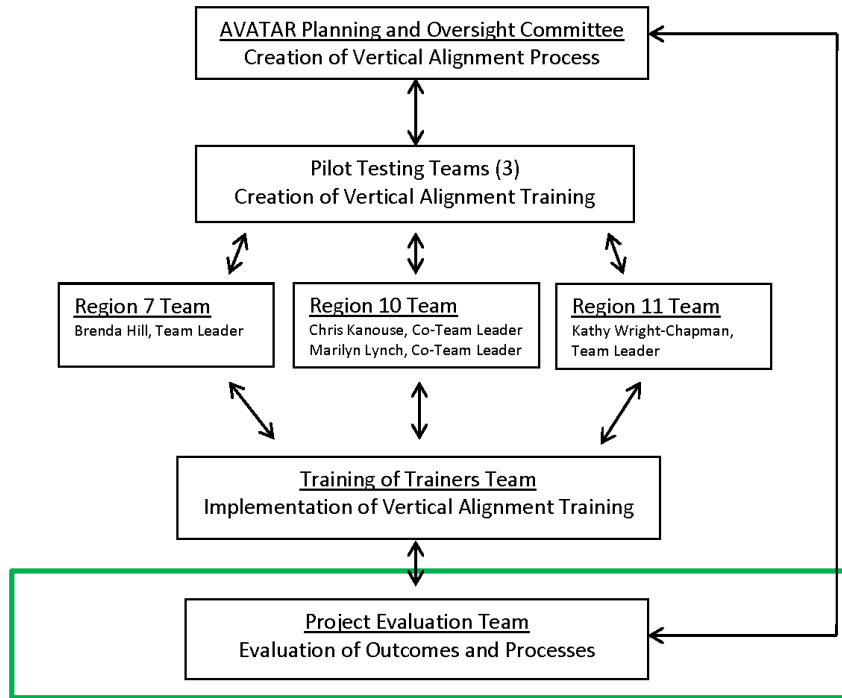 AVATAR Planning and Oversight Committee
Creation of Vertical Alignment Process
Pilot Testing Teams (3)
Creation of Vertical Alignment Training
Region 7 Team
Brenda Hill, Team Leader
Region 10 Team
Chris Kanouse, Co-Team Leader
Marilyn Lynch, Co-Team Leader
Region 11 Team
Kathy Wright-Chapman,
Team Leader
Training of Trainers Team
Implementation of Vertical Alignment Training
Project Evaluation Team
Evaluation of Outcomes and Processes